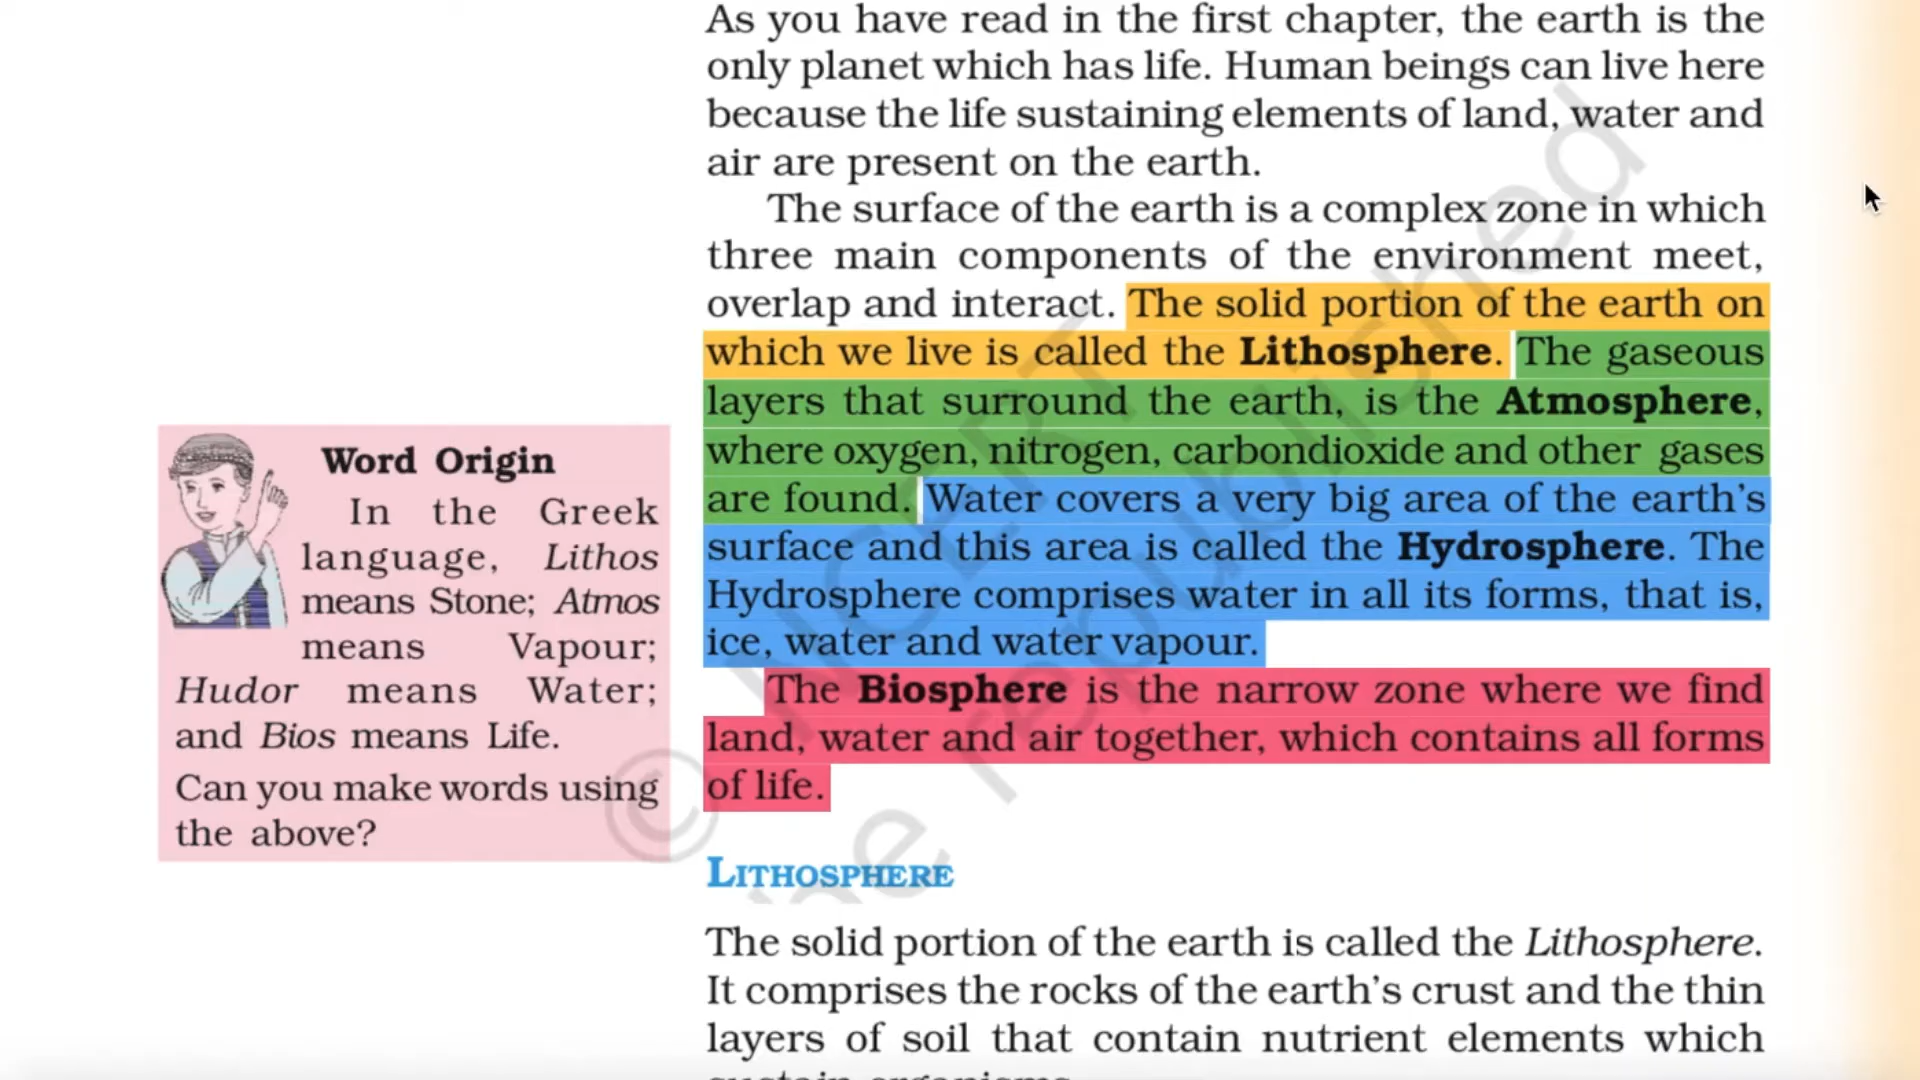 As you have read in the first chapter, the earth is the
only planet which has life. Human beings can live here
because the life sustaining elements of land, water and
air are present on the earth.
The surface of the earth is a complex zone in which
three main components of the environment meet,
overlap and interact. The solid portion of the earth on
which we live is called the Lithosphere. The gaseous
layers that surround the earth, is the Atmosphere,
where oxygen, nitrogen, carbondioxide and other gases
are found. Water covers a very big area of the earth's
surface and this area is called the Hydrosphere. The
Hydrosphere comprises water in all its forms, that is,
ice, water and water vapour.
The Biosphere is the narrow zone where we find
land, water and air together, which contains all forms
of life.
Word Origin
In the Greek
language, Lithos
means Stone; Atmos
means Vapour;
Hudor means Water;
and Bios means Life.
Can you make words using
the above?
LITHOSPHERE
The solid portion of the earth is called the Lithosphere.
It comprises the rocks of the earth's crust and the thin
layers of soil that contain nutrient elements which
sustain organisms.
© NCERT
be republished